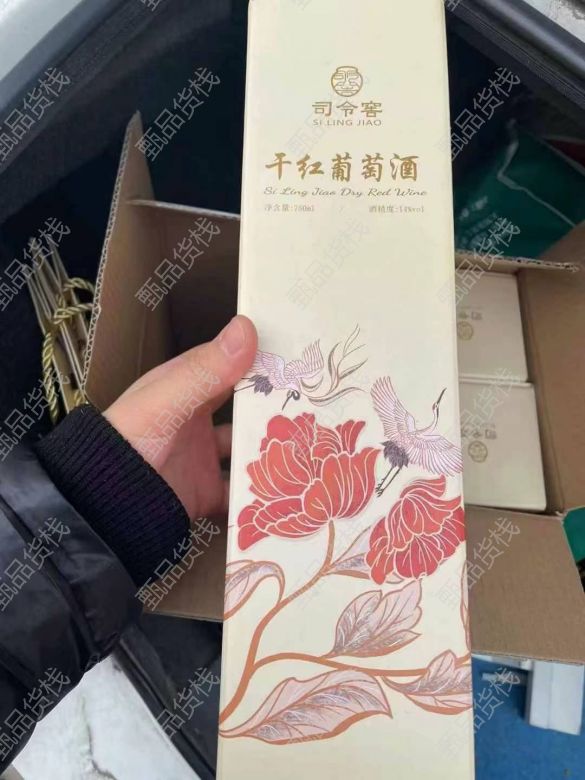 司令窖
SI LING JIAO
干红葡萄酒
Si Ling Jiao Dry Red Wine
净含量:750ml / 酒精度:14%vol
甄品货栈